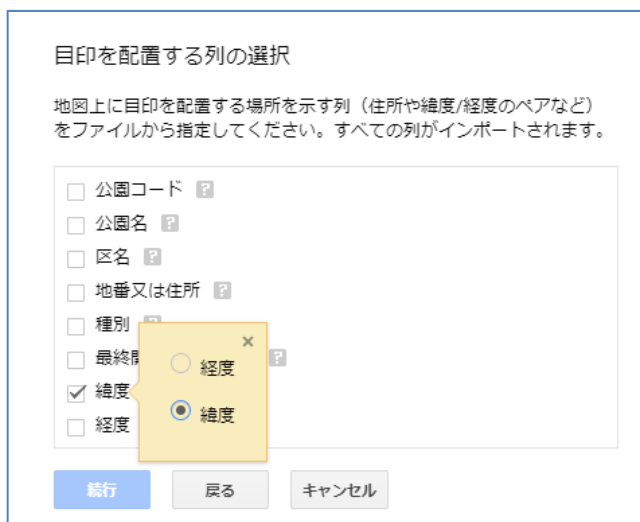 目印を配置する列の選択
地図上に目印を配置する場所を示す列（住所や緯度/経度のペアなど）
をファイルから指定してください。すべての列がインポートされます。
公園コード ?
公園名 ?
区名 ?
地番又は住所 ?
種別 ?
最終 ?
緯度
経度
×
経度
緯度
続行 戻る キャンセル